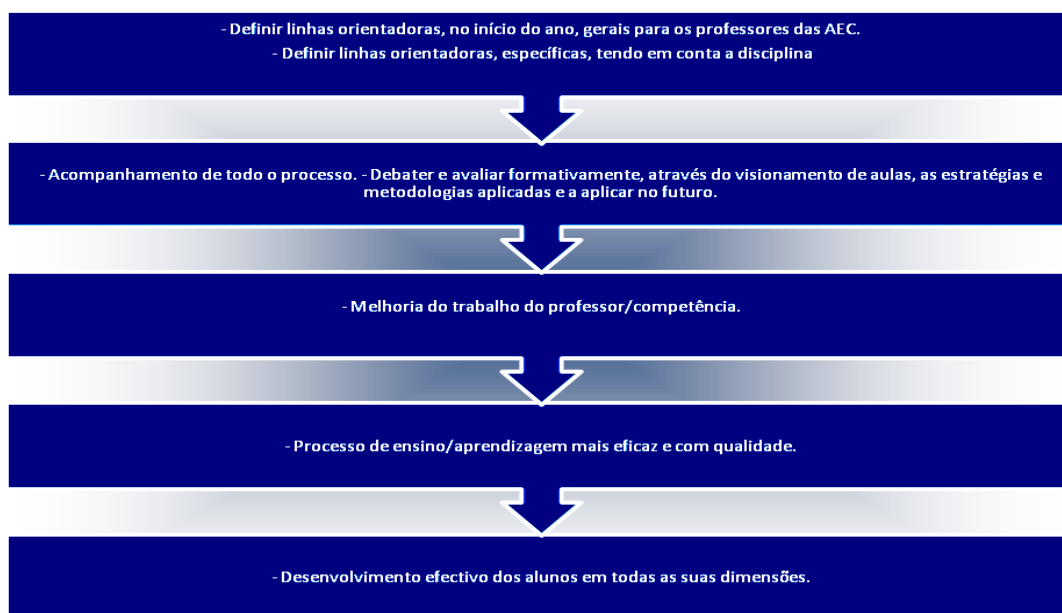 - Definir linhas orientadoras, no início do ano, gerais para os professores das AEC.
- Definir linhas orientadoras, específicas, tendo em conta a disciplina
- Acompanhamento de todo o processo. - Debater e avaliar formativamente, através do visionamento de aulas, as estratégias e
metodologias aplicadas e a aplicar no futuro.
- Melhoria do trabalho do professor/competência.
- Processo de ensino/aprendizagem mais eficaz e com qualidade.
- Desenvolvimento efectivo dos alunos em todas as suas dimensões.